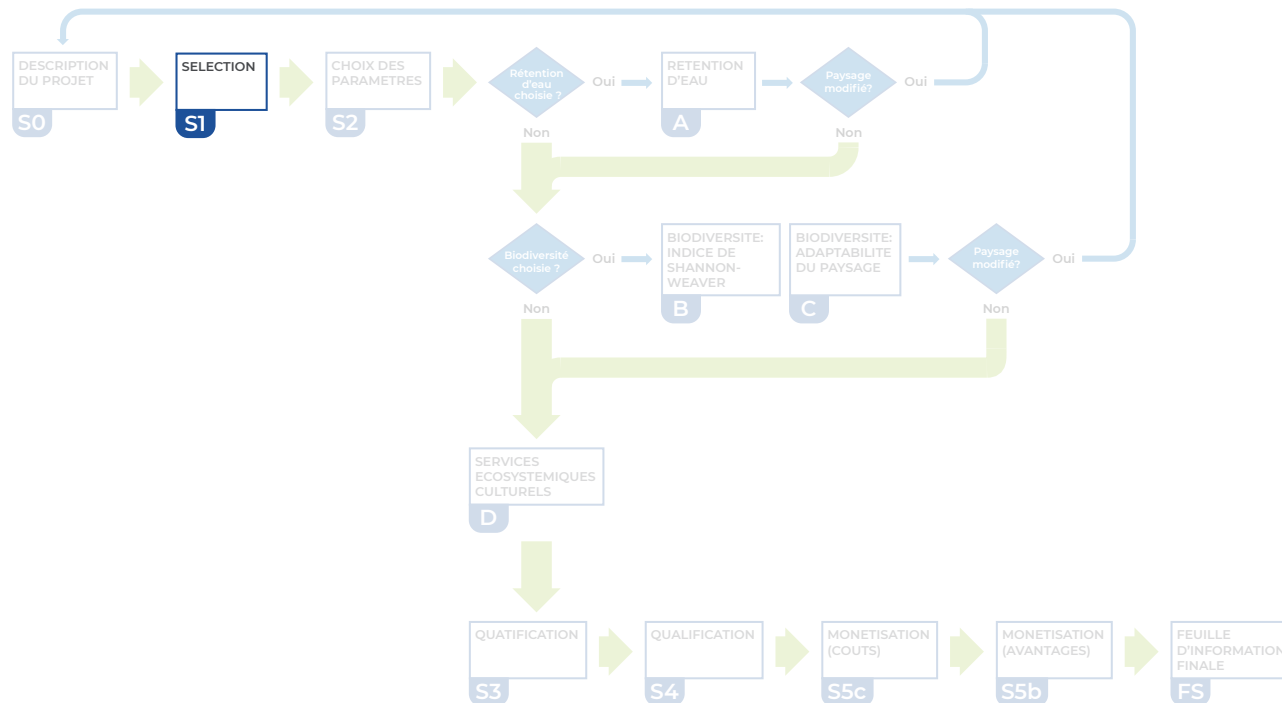 DESCRIPTION
DU PROJET
S0
SELECTION
S1
CHOIX DES
PARAMETRES
S2
Rétention
d'eau
choisie ?
Oui
Non
RETENTION
D'EAU
A
Paysage
modifié?
Oui
Non
Biodiversité
choisie ?
Oui
Non
BIODIVERSITE:
INDICE DE
SHANNON-
WEAVER
B
BIODIVERSITE:
ADAPTABILITE
DU PAYSAGE
C
Paysage
modifié?
Oui
Non
SERVICES
ECOSYSTEMIQUES
CULTURELS
D
QUATIFICATION
S3
QUALIFICATION
S4
MONETISATION
(COUTS)
S5c
MONETISATION
(AVANTAGES)
S5b
FEUILLE
D'INFORMATION
FINALE
FS